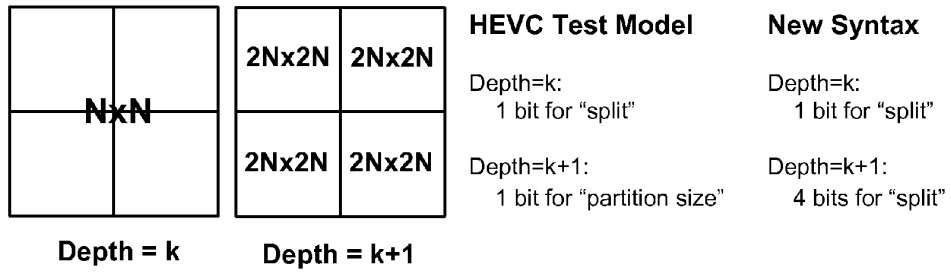 NxN
Depth = k
2Nx2N 2Nx2N
2Nx2N 2Nx2N
Depth = k+1
HEVC Test Model
Depth=k:
1 bit for “split”
Depth=k+1:
1 bit for “partition size”
New Syntax
Depth=k:
1 bit for “split”
Depth=k+1:
4 bits for “split”